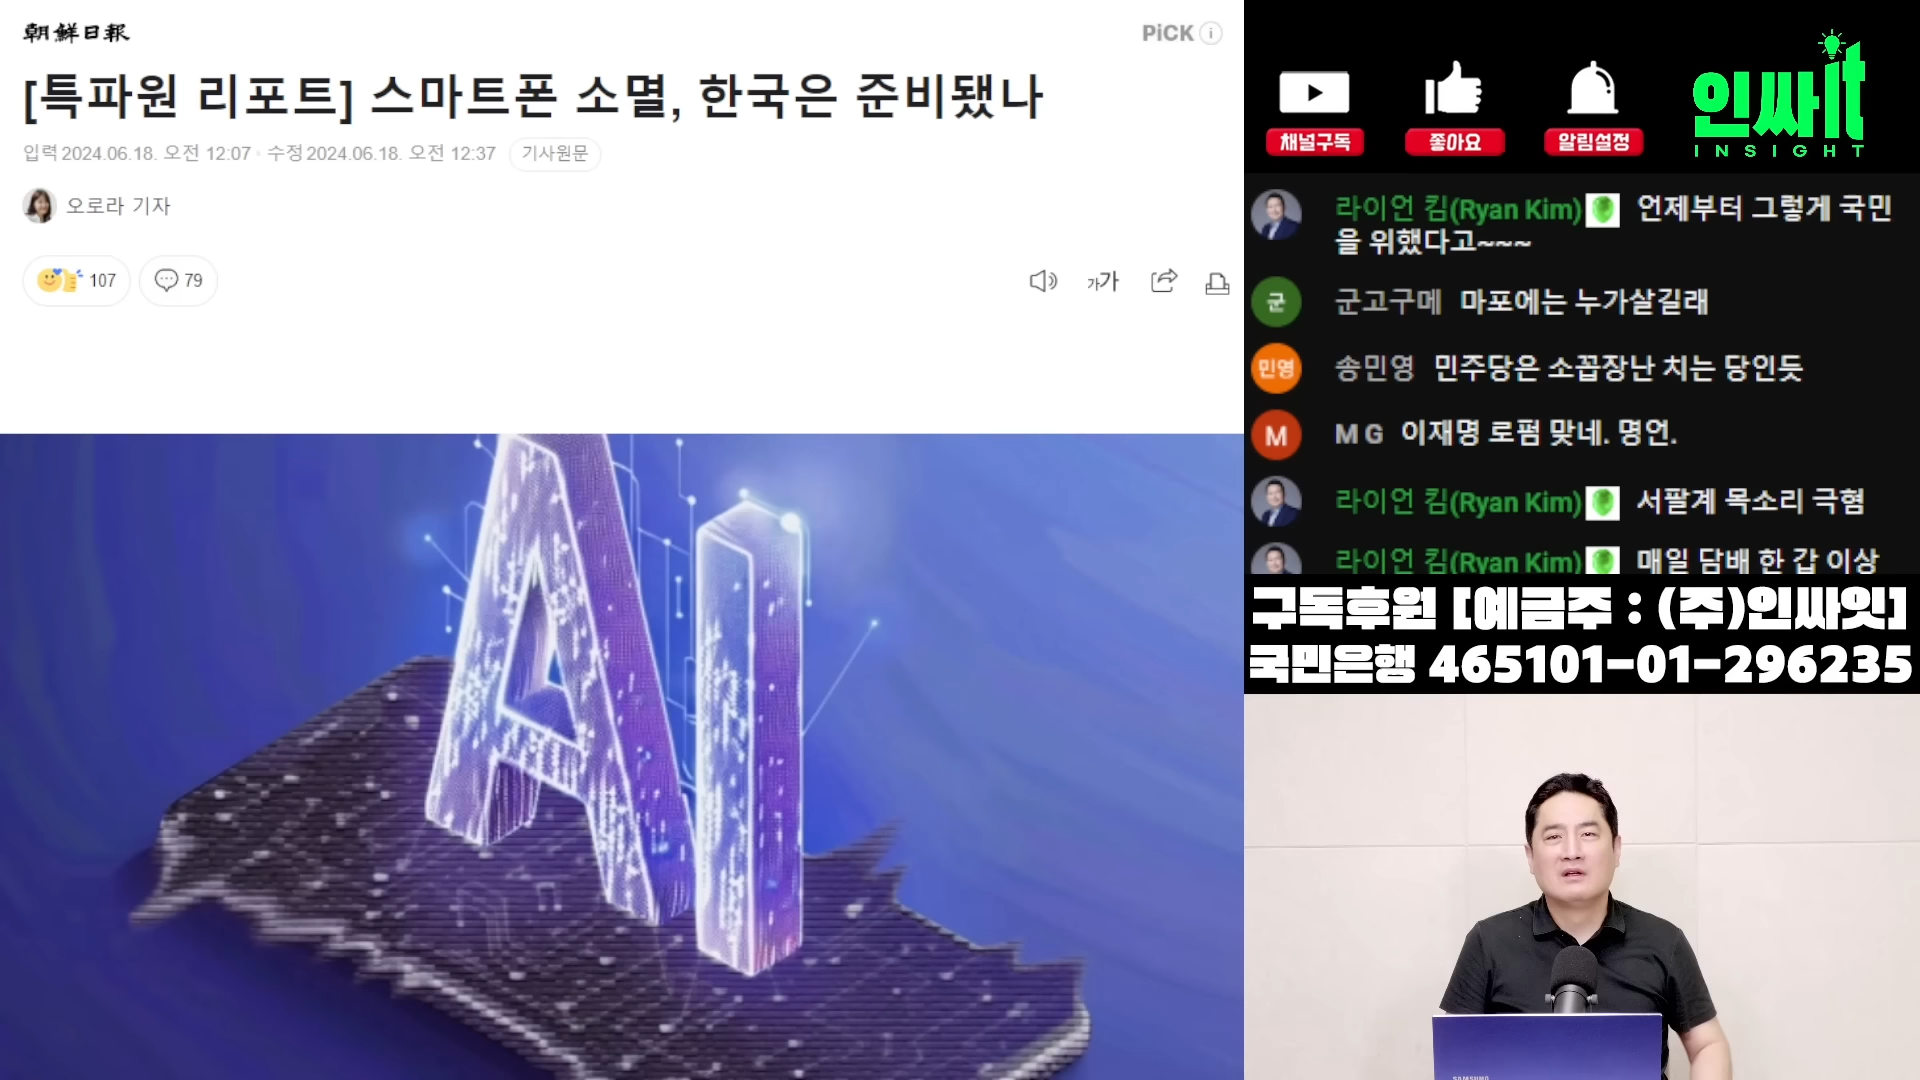 朝鮮日報
PiCK
[특파원 리포트] 스마트폰 소멸, 한국은 준비됐나
입력 2024.06.18. 오전 12:07 · 수정 2024.06.18. 오전 12:37 기사원문
오로라 기자
107 79
가가
AI
채널구독 좋아요 알림설정
인싸it
INSIGHT
라이언 킴(Ryan Kim) 언제부터 그렇게 국민
을 위했다고~~~
군 군고구메 마포에는 누가살길래
민영 송민영 민주당은 소꼽장난 치는 당인듯
M M G 이재명 로펌 맞네. 명언.
라이언 킴(Ryan Kim) 서팔계 목소리 극혐
라이언 킴(Ryan Kim) 매일 담배 한 갑 이상
구독후원 [예금주 : (주)인싸잇]
국민은행 465101-01-296235
SAMSUNG